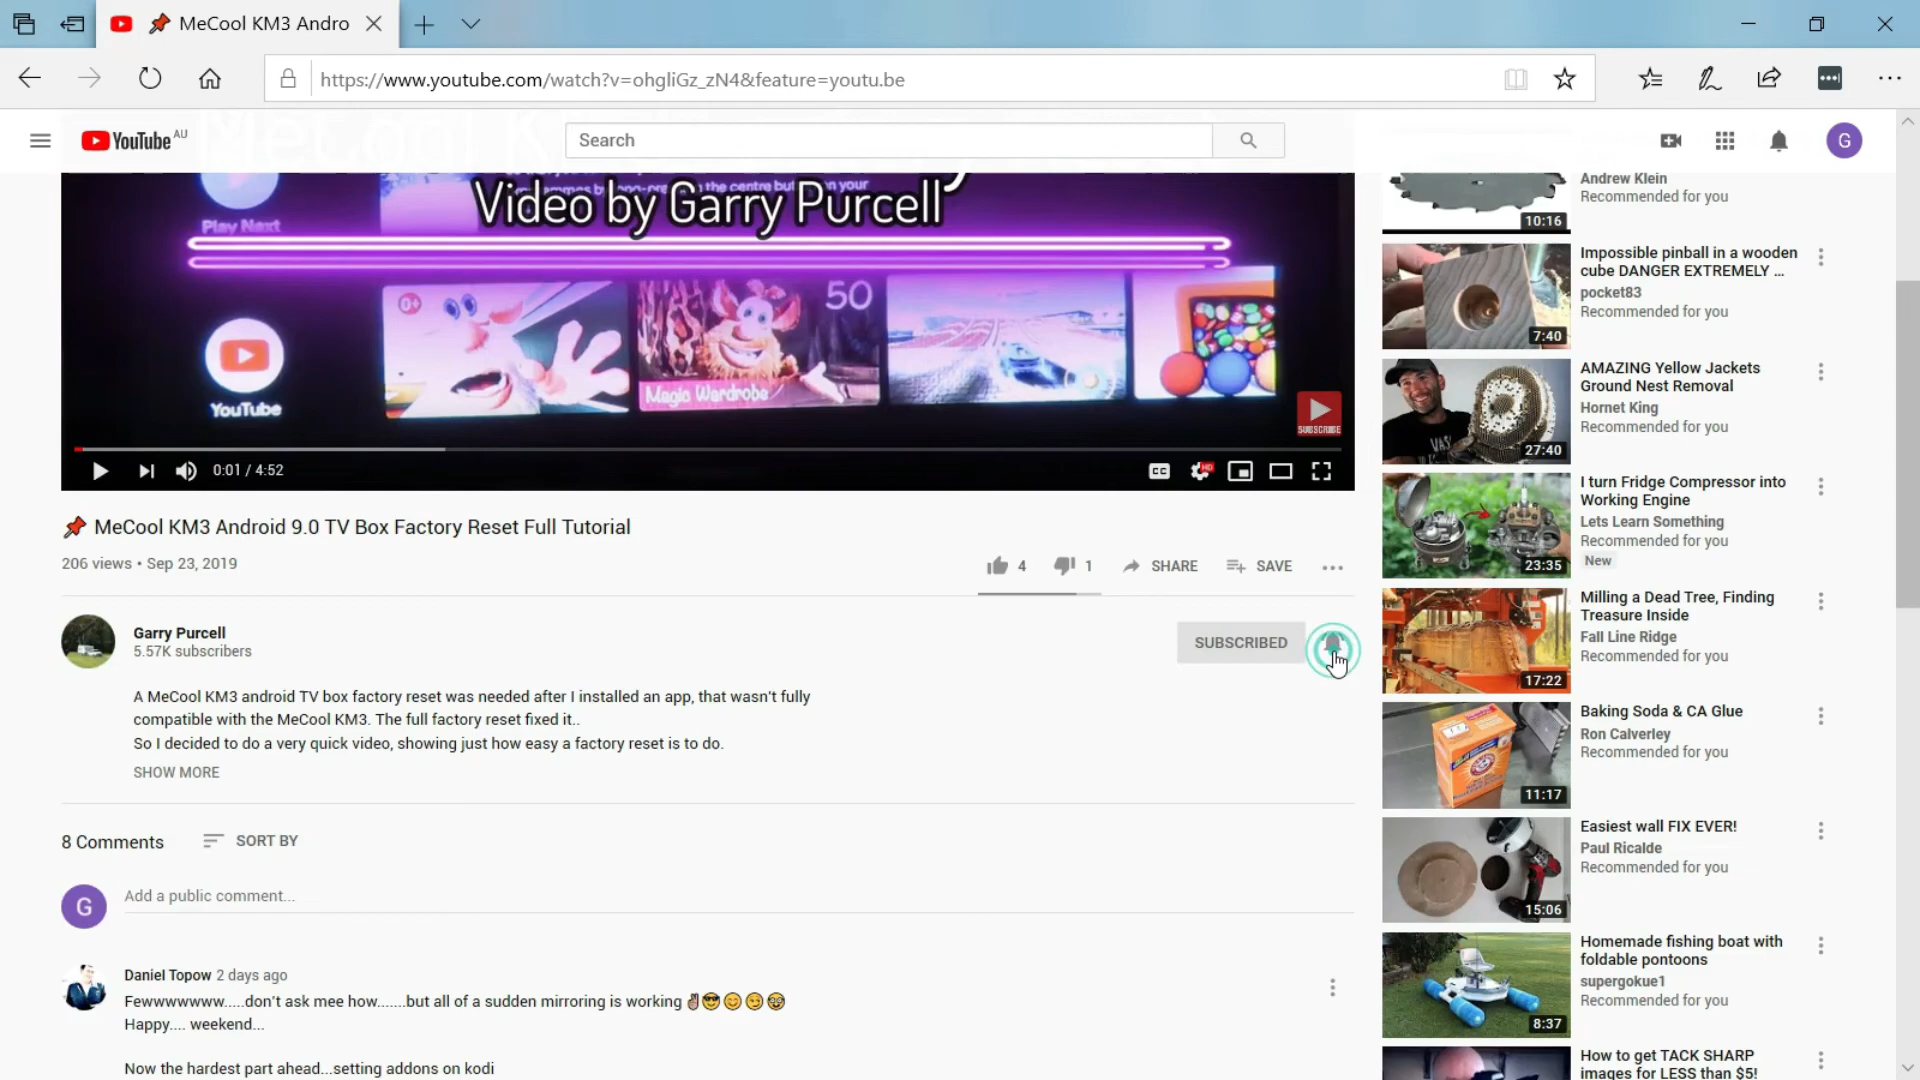 MeCool KM3 Andro
https://www.youtube.com/watch?v=ohgliGz_zN4&feature=youtu.be
YouTube AU
Search
G
Play Next
Video by Garry Purcell
0+
50
Magic Wardrobe
YouTube
SUBSCRIBE
0:01 / 4:52
CC
HD
MeCool KM3 Android 9.0 TV Box Factory Reset Full Tutorial
206 views • Sep 23, 2019
4
1
SHARE
SAVE
Garry Purcell
5.57K subscribers
SUBSCRIBED
A MeCool KM3 android TV box factory reset was needed after I installed an app, that wasn't fully
compatible with the MeCool KM3. The full factory reset fixed it..
So I decided to do a very quick video, showing just how easy a factory reset is to do.
SHOW MORE
8 Comments
SORT BY
G
Add a public comment...
Daniel Topow 2 days ago
Fewwwwwww.....don't ask mee how.......but all of a sudden mirroring is working ✌😎😊😏🥸
Happy.... weekend...
Now the hardest part ahead...setting addons on kodi
10:16
Andrew Klein
Recommended for you
7:40
Impossible pinball in a wooden
cube DANGER EXTREMELY ...
pocket83
Recommended for you
27:40
AMAZING Yellow Jackets
Ground Nest Removal
Hornet King
Recommended for you
23:35
I turn Fridge Compressor into
Working Engine
Lets Learn Something
Recommended for you
New
17:22
Milling a Dead Tree, Finding
Treasure Inside
Fall Line Ridge
Recommended for you
11:17
Baking Soda & CA Glue
Ron Calverley
Recommended for you
15:06
Easiest wall FIX EVER!
Paul Ricalde
Recommended for you
8:37
Homemade fishing boat with
foldable pontoons
supergokue1
Recommended for you
How to get TACK SHARP
images for LESS than $5!